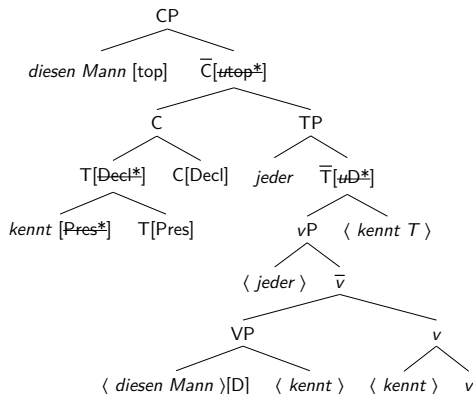 CP
diesen Mann [top] C̅[utop*]
C TP
T[Decl*] C[Decl] jeder T̅[uD*]
kennt [Pres*] T[Pres] vP ⟨ kennt T ⟩
⟨ jeder ⟩ v̅
VP v
⟨ diesen Mann ⟩[D] ⟨ kennt ⟩ ⟨ kennt ⟩ v